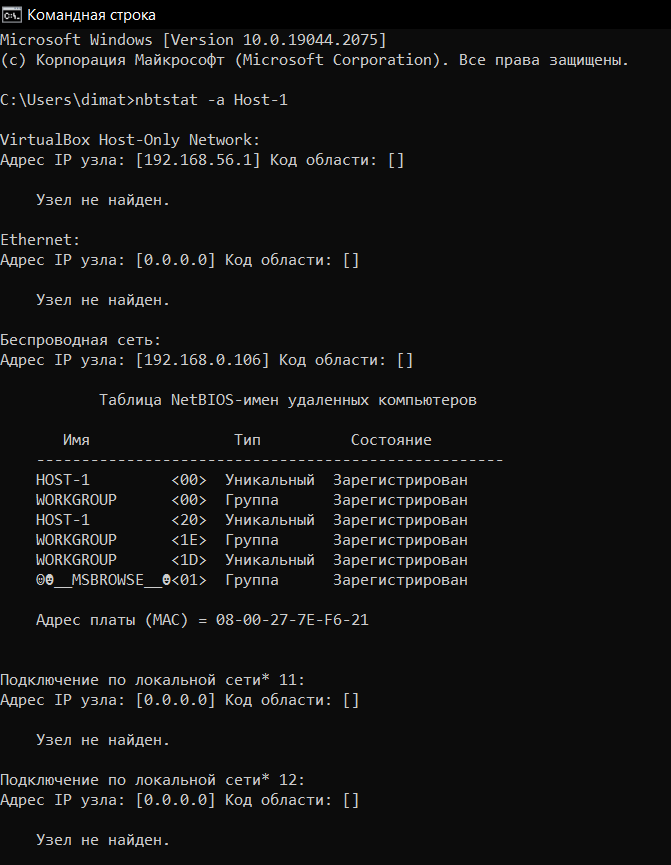 Командная строка
Microsoft Windows [Version 10.0.19044.2075]
(c) Корпорация Майкрософт (Microsoft Corporation). Все права защищены.
C:\Users\dimat>nbtstat -a Host-1
VirtualBox Host-Only Network:
Адрес IP узла: [192.168.56.1] Код области: []
Узел не найден.
Ethernet:
Адрес IP узла: [0.0.0.0] Код области: []
Узел не найден.
Беспроводная сеть:
Адрес IP узла: [192.168.0.106] Код области: []
Таблица NetBIOS-имен удаленных компьютеров
Имя Тип Состояние
----------------------------------------------------
HOST-1 <00> Уникальный Зарегистрирован
WORKGROUP <00> Группа Зарегистрирован
HOST-1 <20> Уникальный Зарегистрирован
WORKGROUP <1E> Группа Зарегистрирован
WORKGROUP <1D> Уникальный Зарегистрирован
☺☻__MSBROWSE__☻<01> Группа Зарегистрирован
Адрес платы (MAC) = 08-00-27-7E-F6-21
Подключение по локальной сети* 11:
Адрес IP узла: [0.0.0.0] Код области: []
Узел не найден.
Подключение по локальной сети* 12:
Адрес IP узла: [0.0.0.0] Код области: []
Узел не найден.